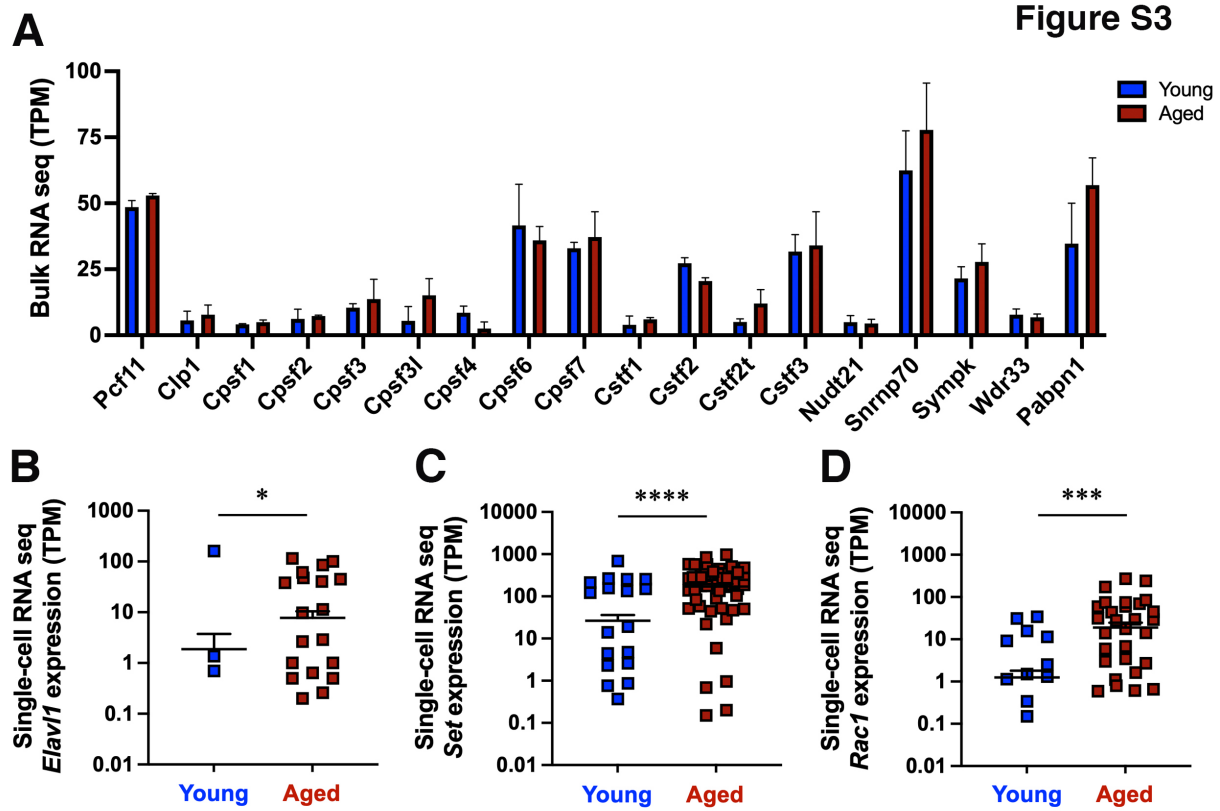 Figure S3
A
Bulk RNA seq (TPM)
100
75
50
25
0
Young
Aged
Pcf11
Clp1
Cpsf1
Cpsf2
Cpsf3
Cpsf3l
Cpsf4
Cpsf6
Cpsf7
Cstf1
Cstf2
Cstf2t
Cstf3
Nudt21
Snrnp70
Sympk
Wdr33
Pabpn1
B
Single-cell RNA seq
Elavl1 expression (TPM)
1000
100
10
1
0.1
0.01
*
Young
Aged
C
Single-cell RNA seq
Set expression (TPM)
10000
1000
100
10
1
0.1
0.01
****
Young
Aged
D
Single-cell RNA seq
Rac1 expression (TPM)
10000
1000
100
10
1
0.1
0.01
***
Young
Aged